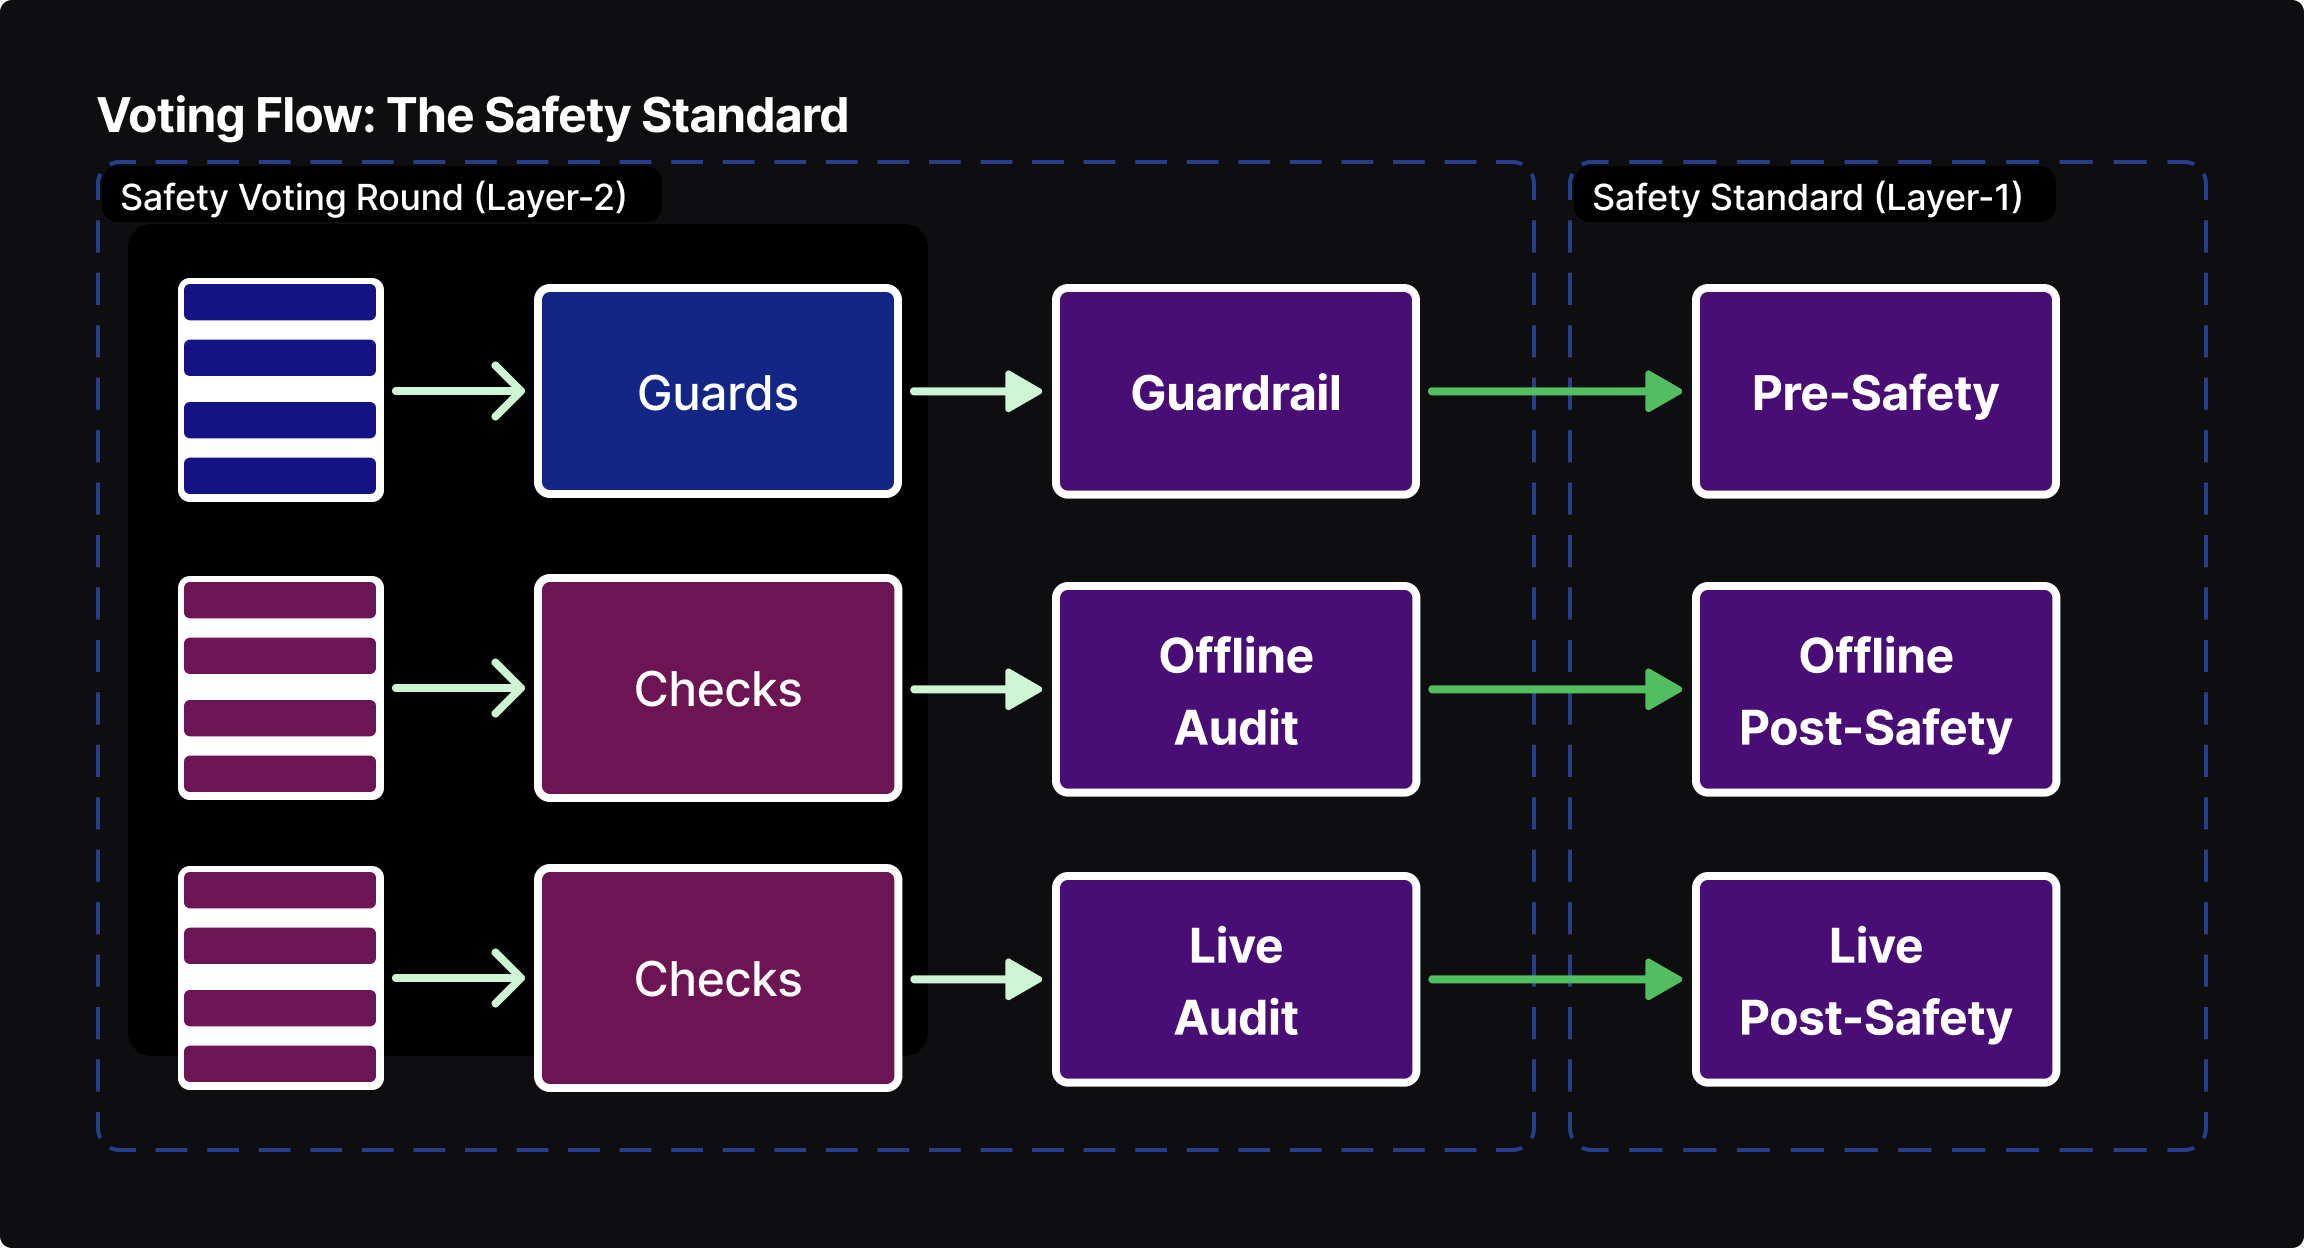 Voting Flow: The Safety Standard
Safety Voting Round (Layer-2)
Safety Standard (Layer-1)
Guards
Guardrail
Pre-Safety
Checks
Offline
Audit
Offline
Post-Safety
Checks
Live
Audit
Live
Post-Safety